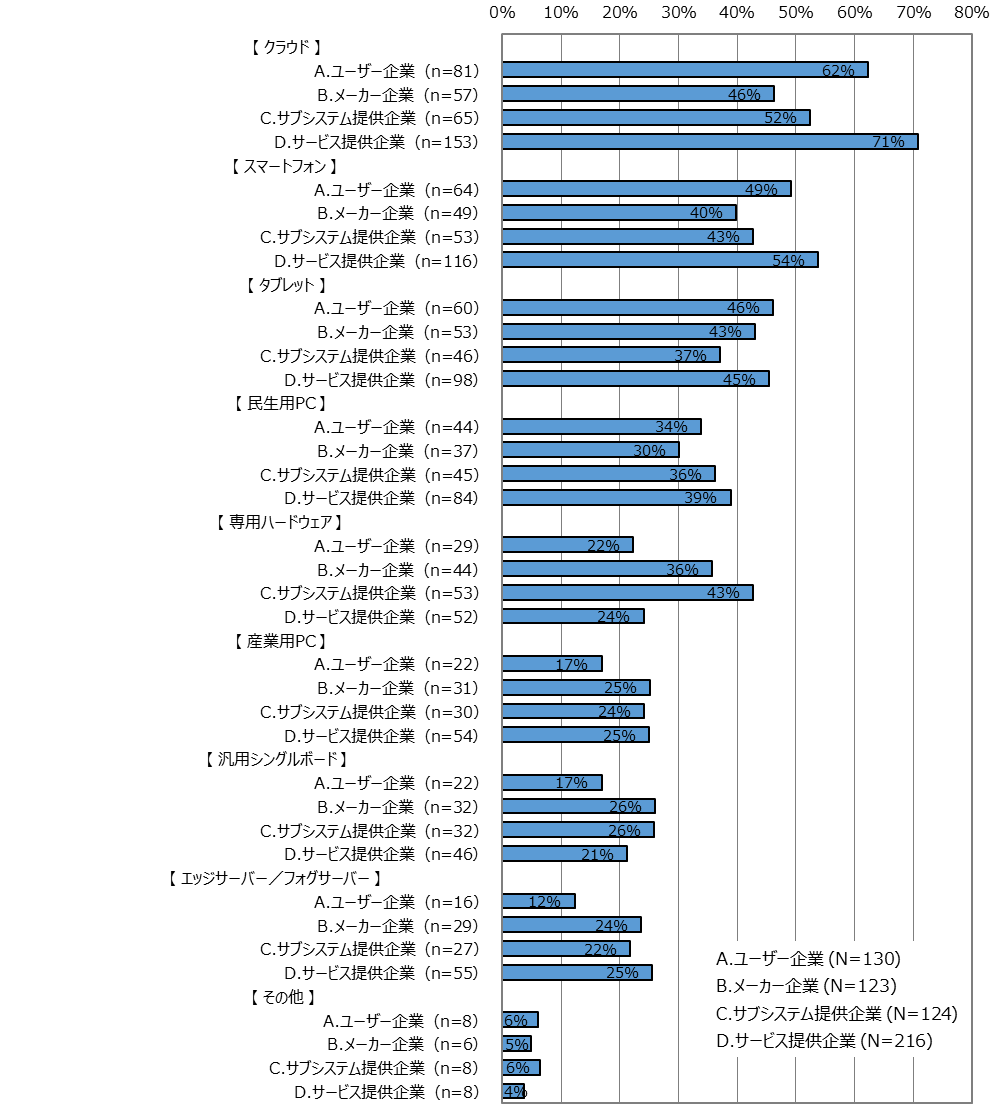 0% 10% 20% 30% 40% 50% 60% 70% 80%
【 クラウド 】
A.ユーザー企業（n=81） 62%
B.メーカー企業（n=57） 46%
C.サブシステム提供企業（n=65） 52%
D.サービス提供企業（n=153） 71%
【 スマートフォン 】
A.ユーザー企業（n=64） 49%
B.メーカー企業（n=49） 40%
C.サブシステム提供企業（n=53） 43%
D.サービス提供企業（n=116） 54%
【 タブレット 】
A.ユーザー企業（n=60） 46%
B.メーカー企業（n=53） 43%
C.サブシステム提供企業（n=46） 37%
D.サービス提供企業（n=98） 45%
【 民生用PC 】
A.ユーザー企業（n=44） 34%
B.メーカー企業（n=37） 30%
C.サブシステム提供企業（n=45） 36%
D.サービス提供企業（n=84） 39%
【 専用ハードウェア 】
A.ユーザー企業（n=29） 22%
B.メーカー企業（n=44） 36%
C.サブシステム提供企業（n=53） 43%
D.サービス提供企業（n=52） 24%
【 産業用PC 】
A.ユーザー企業（n=22） 17%
B.メーカー企業（n=31） 25%
C.サブシステム提供企業（n=30） 24%
D.サービス提供企業（n=54） 25%
【 汎用シングルボード 】
A.ユーザー企業（n=22） 17%
B.メーカー企業（n=32） 26%
C.サブシステム提供企業（n=32） 26%
D.サービス提供企業（n=46） 21%
【 エッジサーバー／フォグサーバー 】
A.ユーザー企業（n=16） 12%
B.メーカー企業（n=29） 24%
C.サブシステム提供企業（n=27） 22%
D.サービス提供企業（n=55） 25%
【 その他 】
A.ユーザー企業（n=8） 6%
B.メーカー企業（n=6） 5%
C.サブシステム提供企業（n=8） 6%
D.サービス提供企業（n=8） 4%
A.ユーザー企業 (N=130)
B.メーカー企業 (N=123)
C.サブシステム提供企業 (N=124)
D.サービス提供企業 (N=216)